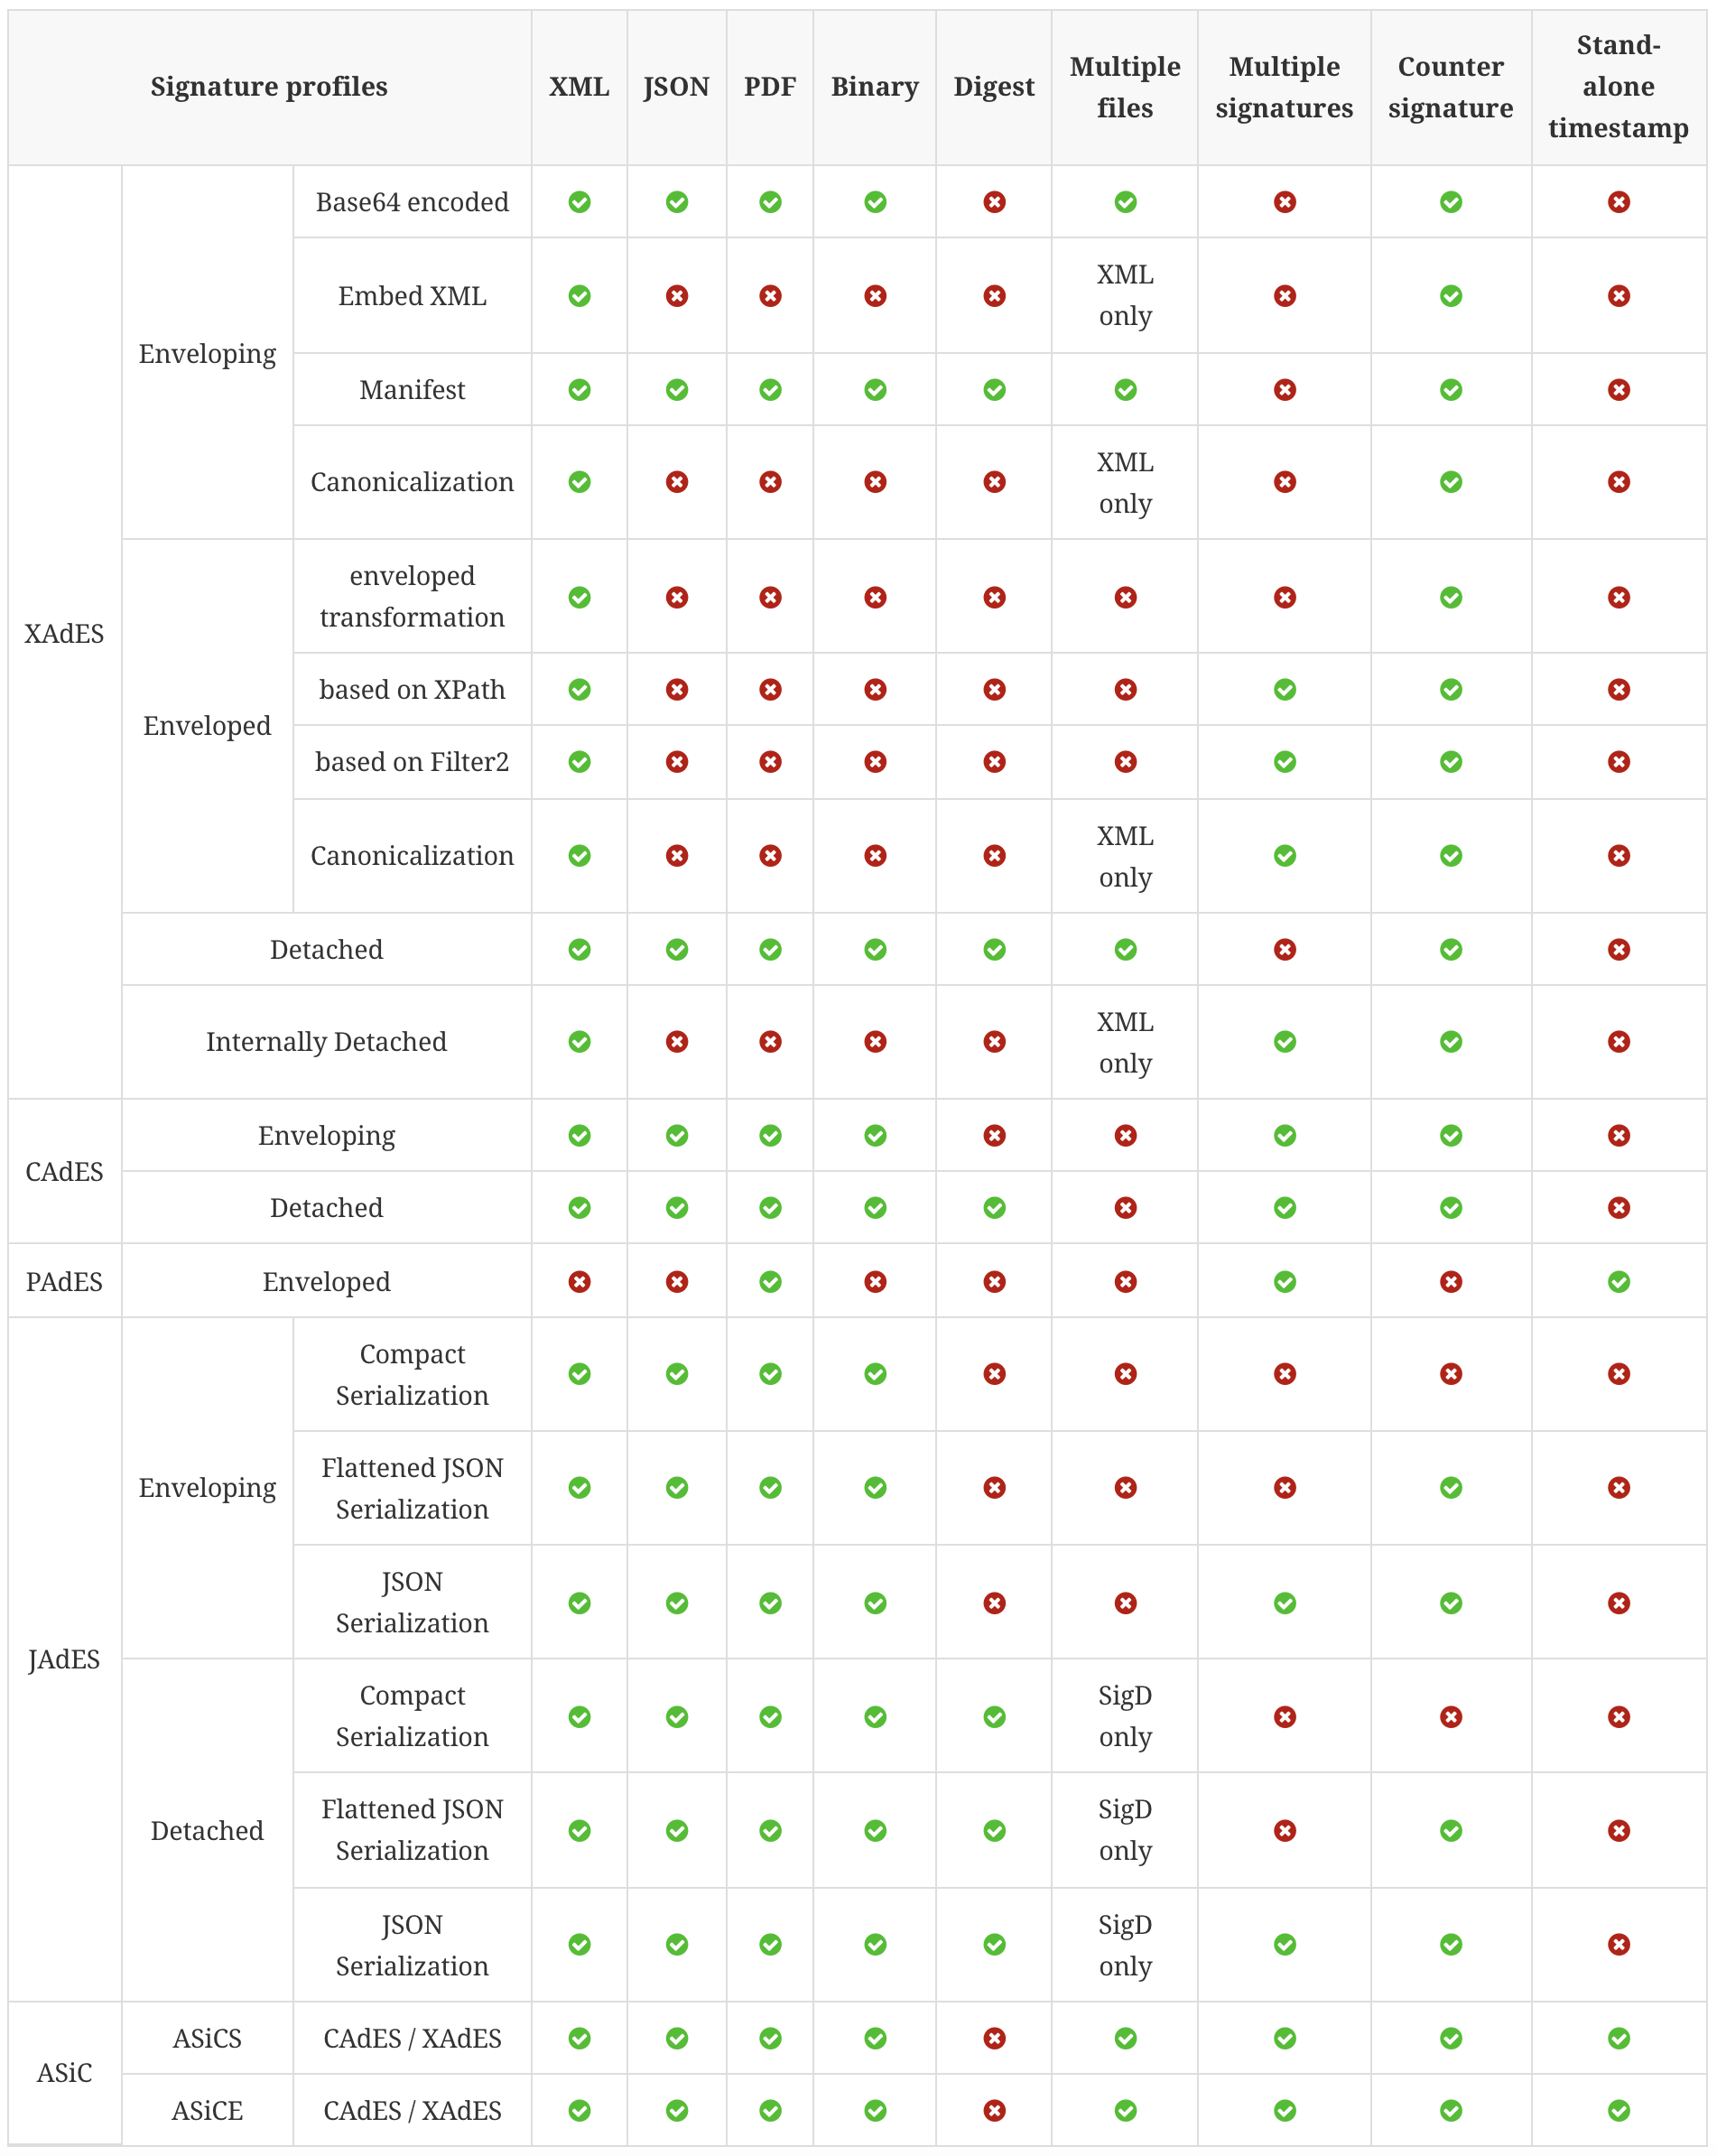 Signature profiles
XML
JSON
PDF
Binary
Digest
Multiple
files
Multiple
signatures
Counter
signature
Stand-
alone
timestamp
XAdES
Enveloping
Base64 encoded
Embed XML
XML
only
Manifest
Canonicalization
XML
only
Enveloped
enveloped
transformation
based on XPath
based on Filter2
Canonicalization
XML
only
Detached
Internally Detached
XML
only
CAdES
Enveloping
Detached
PAdES
Enveloped
JAdES
Enveloping
Compact
Serialization
Flattened JSON
Serialization
JSON
Serialization
Detached
Compact
Serialization
SigD
only
Flattened JSON
Serialization
SigD
only
JSON
Serialization
SigD
only
ASiC
ASiCS
CAdES / XAdES
ASiCE
CAdES / XAdES